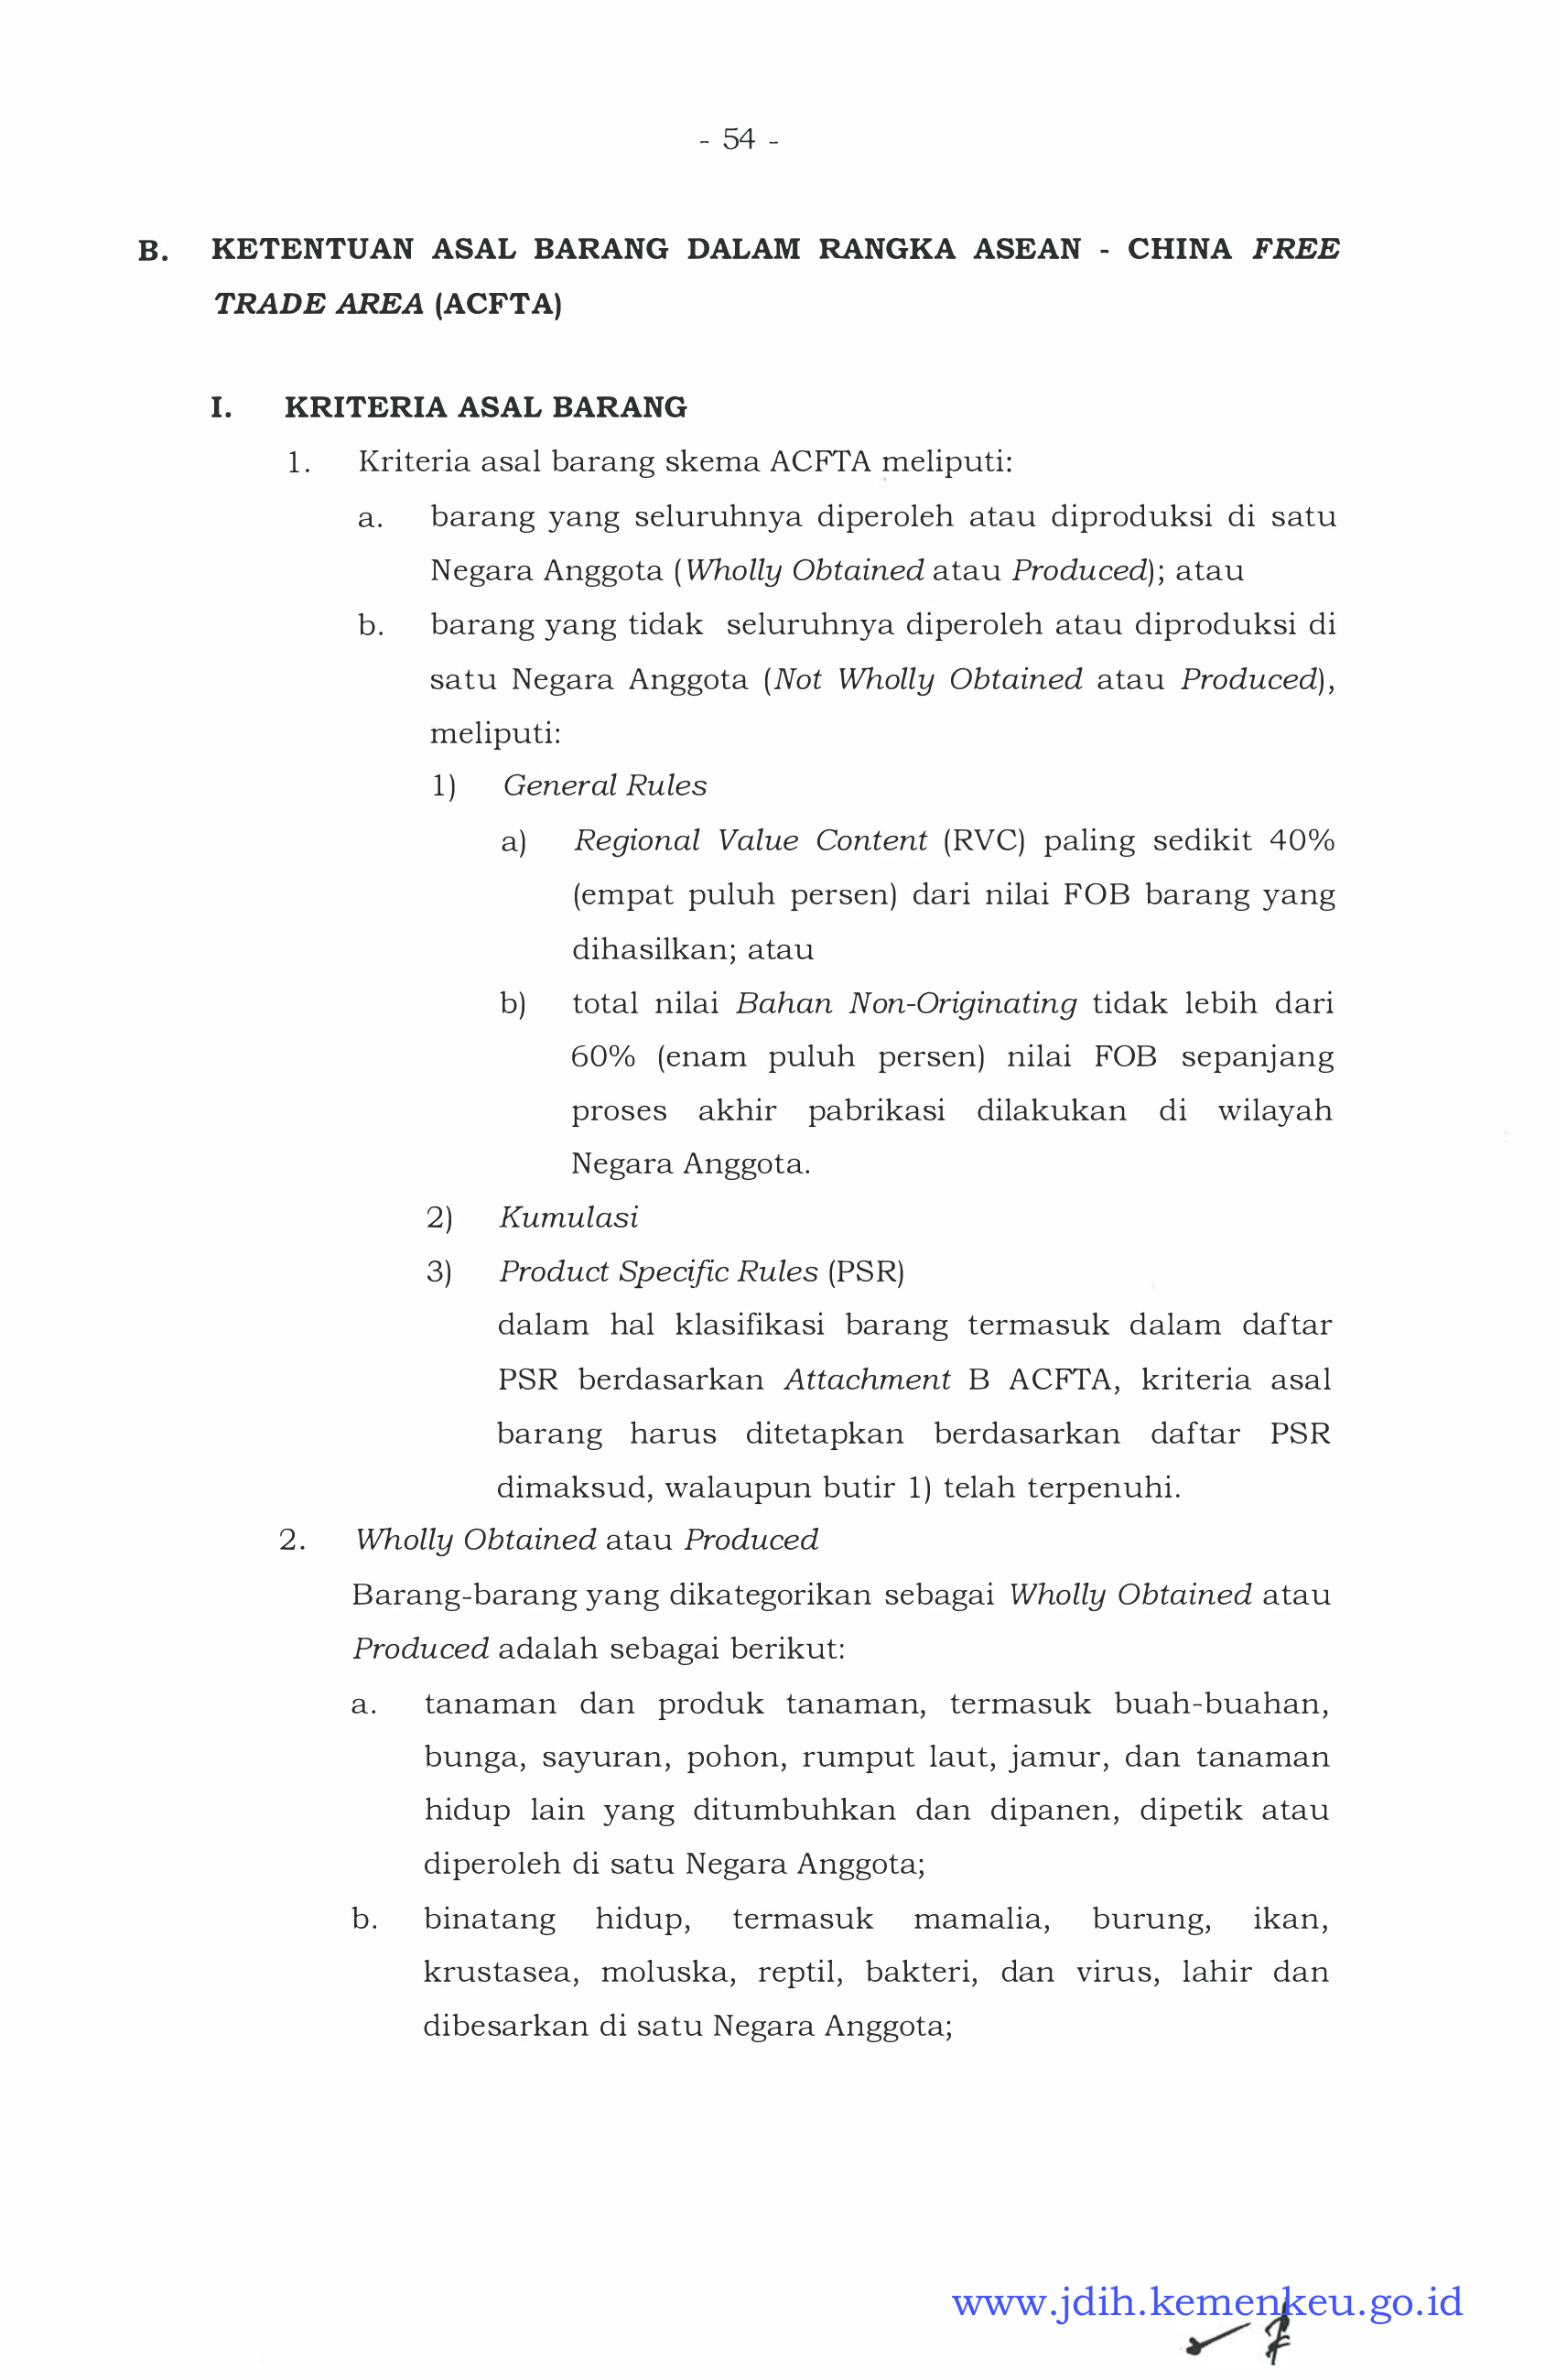 - 54 -
B. KETENTUAN ASAL BARANG DALAM RANGKA ASEAN - CHINA FREE
TRADE AREA (ACFTA)
I. KRITERIA ASAL BARANG
1. Kriteria asal barang skema ACFTA meliputi:
a. barang yang seluruhnya diperoleh atau diproduksi di satu
Negara Anggota (Wholly Obtained atau Produced); atau
b. barang yang tidak seluruhnya diperoleh atau diproduksi di
satu Negara Anggota (Not Wholly Obtained atau Produced),
meliputi:
1) General Rules
a) Regional Value Content (RVC) paling sedikit 40%
(empat puluh persen) dari nilai FOB barang yang
dihasilkan; atau
b) total nilai Bahan Non-Originating tidak lebih dari
60% (enam puluh persen) nilai FOB sepanjang
proses akhir pabrikasi dilakukan di wilayah
Negara Anggota.
2) Kumulasi
3) Product Specific Rules (PSR)
dalam hal klasifikasi barang termasuk dalam daftar
PSR berdasarkan Attachment B ACFTA, kriteria asal
barang harus ditetapkan berdasarkan daftar PSR
dimaksud, walaupun butir 1) telah terpenuhi.
2. Wholly Obtained atau Produced
Barang-barang yang dikategorikan sebagai Wholly Obtained atau
Produced adalah sebagai berikut:
a. tanaman dan produk tanaman, termasuk buah-buahan,
bunga, sayuran, pohon, rumput laut, jamur, dan tanaman
hidup lain yang ditumbuhkan dan dipanen, dipetik atau
diperoleh di satu Negara Anggota;
b. binatang hidup, termasuk mamalia, burung, ikan,
krustasea, moluska, reptil, bakteri, dan virus, lahir dan
dibesarkan di satu Negara Anggota;
www.jdih.kemenkeu.go.id